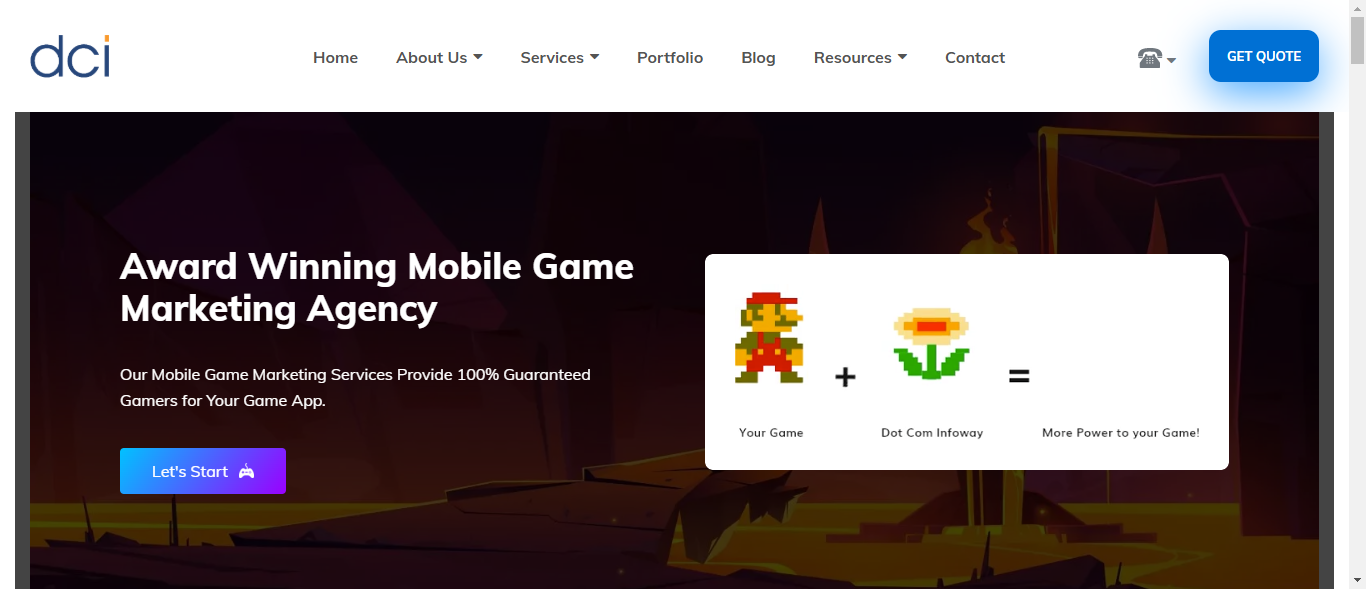 dci
Home About Us Services Portfolio Blog Resources Contact
GET QUOTE
Award Winning Mobile Game
Marketing Agency
Our Mobile Game Marketing Services Provide 100% Guaranteed
Gamers for Your Game App.
Let's Start
+ =
Your Game Dot Com Infoway More Power to your Game!